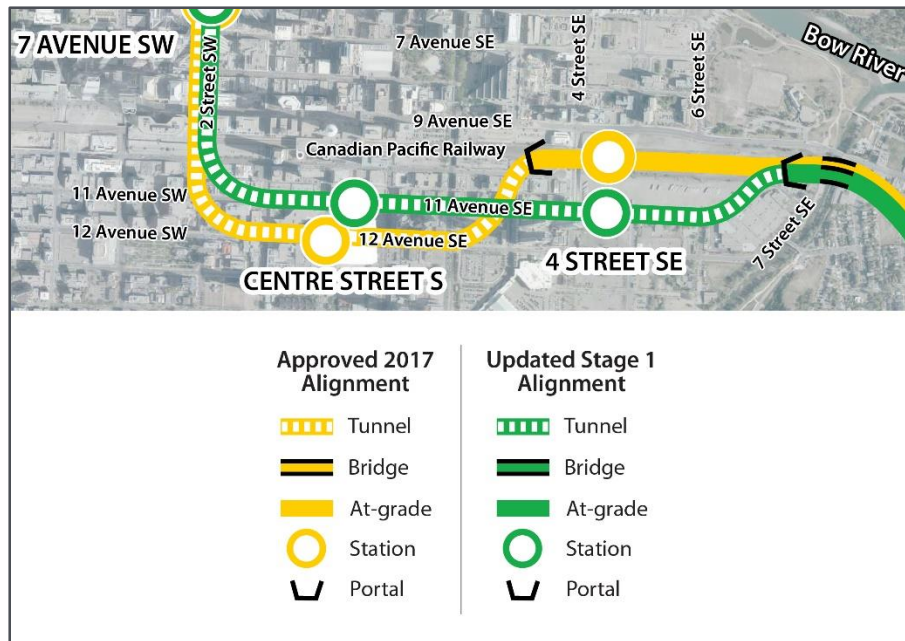 7 AVENUE SW
2 Street SW
7 Avenue SE
4 Street SE
6 Street SE
Bow River
9 Avenue SE
Canadian Pacific Railway
11 Avenue SW
11 Avenue SE
12 Avenue SW
12 Avenue SE
7 Street SE
CENTRE STREET S
4 STREET SE
Approved 2017
Alignment
Tunnel
Bridge
At-grade
Station
Portal
Updated Stage 1
Alignment
Tunnel
Bridge
At-grade
Station
Portal